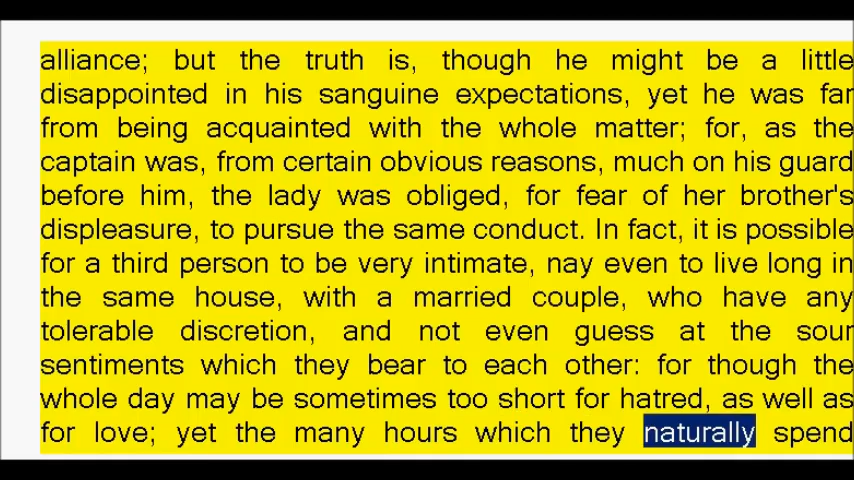 alliance; but the truth is, though he might be a little
disappointed in his sanguine expectations, yet he was far
from being acquainted with the whole matter; for, as the
captain was, from certain obvious reasons, much on his guard
before him, the lady was obliged, for fear of her brother's
displeasure, to pursue the same conduct. In fact, it is possible
for a third person to be very intimate, nay even to live long in
the same house, with a married couple, who have any
tolerable discretion, and not even guess at the sour
sentiments which they bear to each other: for though the
whole day may be sometimes too short for hatred, as well as
for love; yet the many hours which they naturally spend